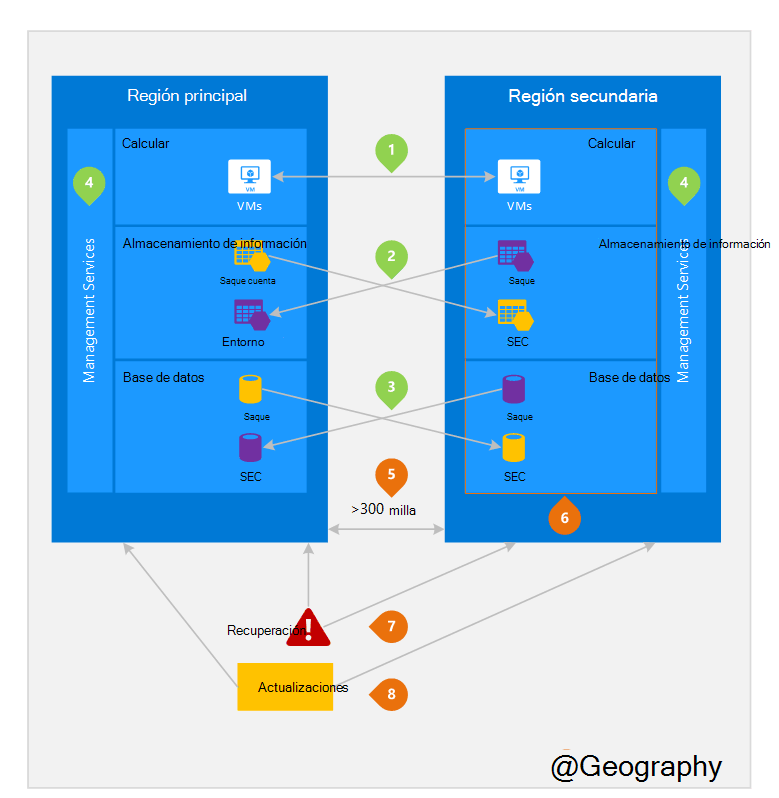 Región principal
Región secundaria
Calcular
1
Calcular
4
4
VMs
VMs
VM
VM
Management Services
Management Services
Almacenamiento de información
2
Almacenamiento de información
Saque cuenta
Saque
Entorno
SEC
Base de datos
3
Base de datos
Saque
Saque
SEC
SEC
5
>300 milla
6
Recuperación
7
Actualizaciones
8
@Geography